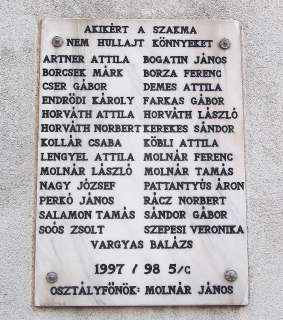 AKIKÉRT A SZAKMA
NEM HULLAJT KÖNNYEKET
ARTNER ATTILA BOGATIN JÁNOS
BORCSEK MÁRK BORZA FERENC
CSER GÁBOR DEMES ATTILA
ENDRŐDI KÁROLY FARKAS GÁBOR
HORVÁTH ATTILA HORVÁTH LÁSZLÓ
HORVÁTH NORBERT KEREKES SÁNDOR
KOLLÁR CSABA KÖBLI ATTILA
LENGYEL ATTILA MOLNÁR FERENC
MOLNÁR LÁSZLÓ MOLNÁR TAMÁS
NAGY JÓZSEF PATTANTYÚS ÁRON
PERKÓ JÁNOS RÁCZ NORBERT
SALAMON TAMÁS SÁNDOR GÁBOR
SOÓS ZSOLT SZEPESI VERONIKA
VARGYAS BALÁZS
1997 / 98 5/C
OSZTÁLYFŐNÖK: MOLNÁR JÁNOS